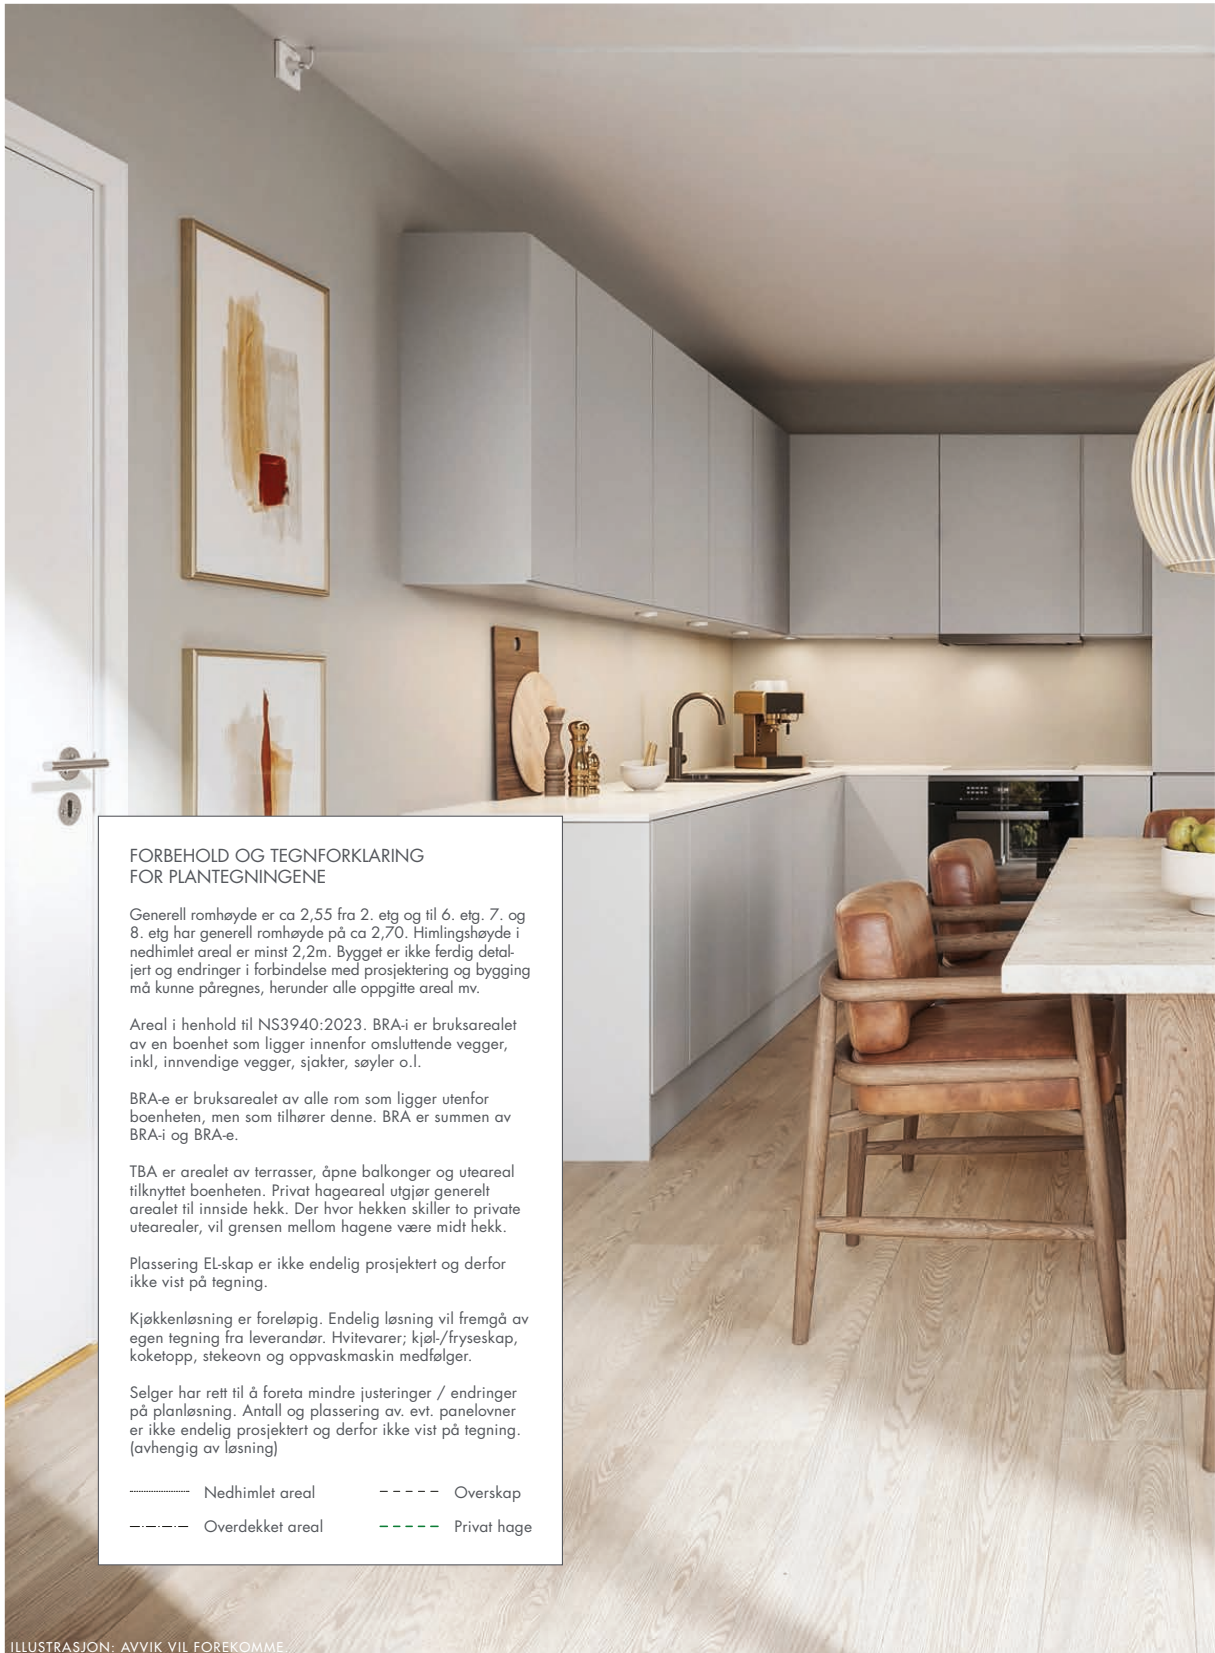 FORBEHOLD OG TEGNFORKLARING
FOR PLANTEGNINGENE
Generell romhøyde er ca 2,55 fra 2. etg og til 6. etg. 7. og
8. etg har generell romhøyde på ca 2,70. Himlingshøyde i
nedhimlet areal er minst 2,2m. Bygget er ikke ferdig detal-
jert og endringer i forbindelse med prosjektering og bygging
må kunne påregnes, herunder alle oppgitte areal mv.
Areal i henhold til NS3940:2023. BRA-i er bruksarealet
av en boenhet som ligger innenfor omsluttende vegger,
inkl, innvendige vegger, sjakter, søyler o.l.
BRA-e er bruksarealet av alle rom som ligger utenfor
boenheten, men som tilhører denne. BRA er summen av
BRA-i og BRA-e.
TBA er arealet av terrasser, åpne balkonger og uteareal
tilknyttet boenheten. Privat hageareal utgjør generelt
arealet til innside hekk. Der hvor hekken skiller to private
utearealer, vil grensen mellom hagene være midt hekk.
Plassering EL-skap er ikke endelig prosjektert og derfor
ikke vist på tegning.
Kjøkkenløsning er foreløpig. Endelig løsning vil fremgå av
egen tegning fra leverandør. Hvitevarer; kjøl-/fryseskap,
koketopp, stekeovn og oppvaskmaskin medfølger.
Selger har rett til å foreta mindre justeringer / endringer
på planløsning. Antall og plassering av. evt. panelovner
er ikke endelig prosjektert og derfor ikke vist på tegning.
(avhengig av løsning)
Nedhimlet areal
Overskap
Overdekket areal
Privat hage
ILLUSTRASJON: AVVIK VIL FOREKOMME